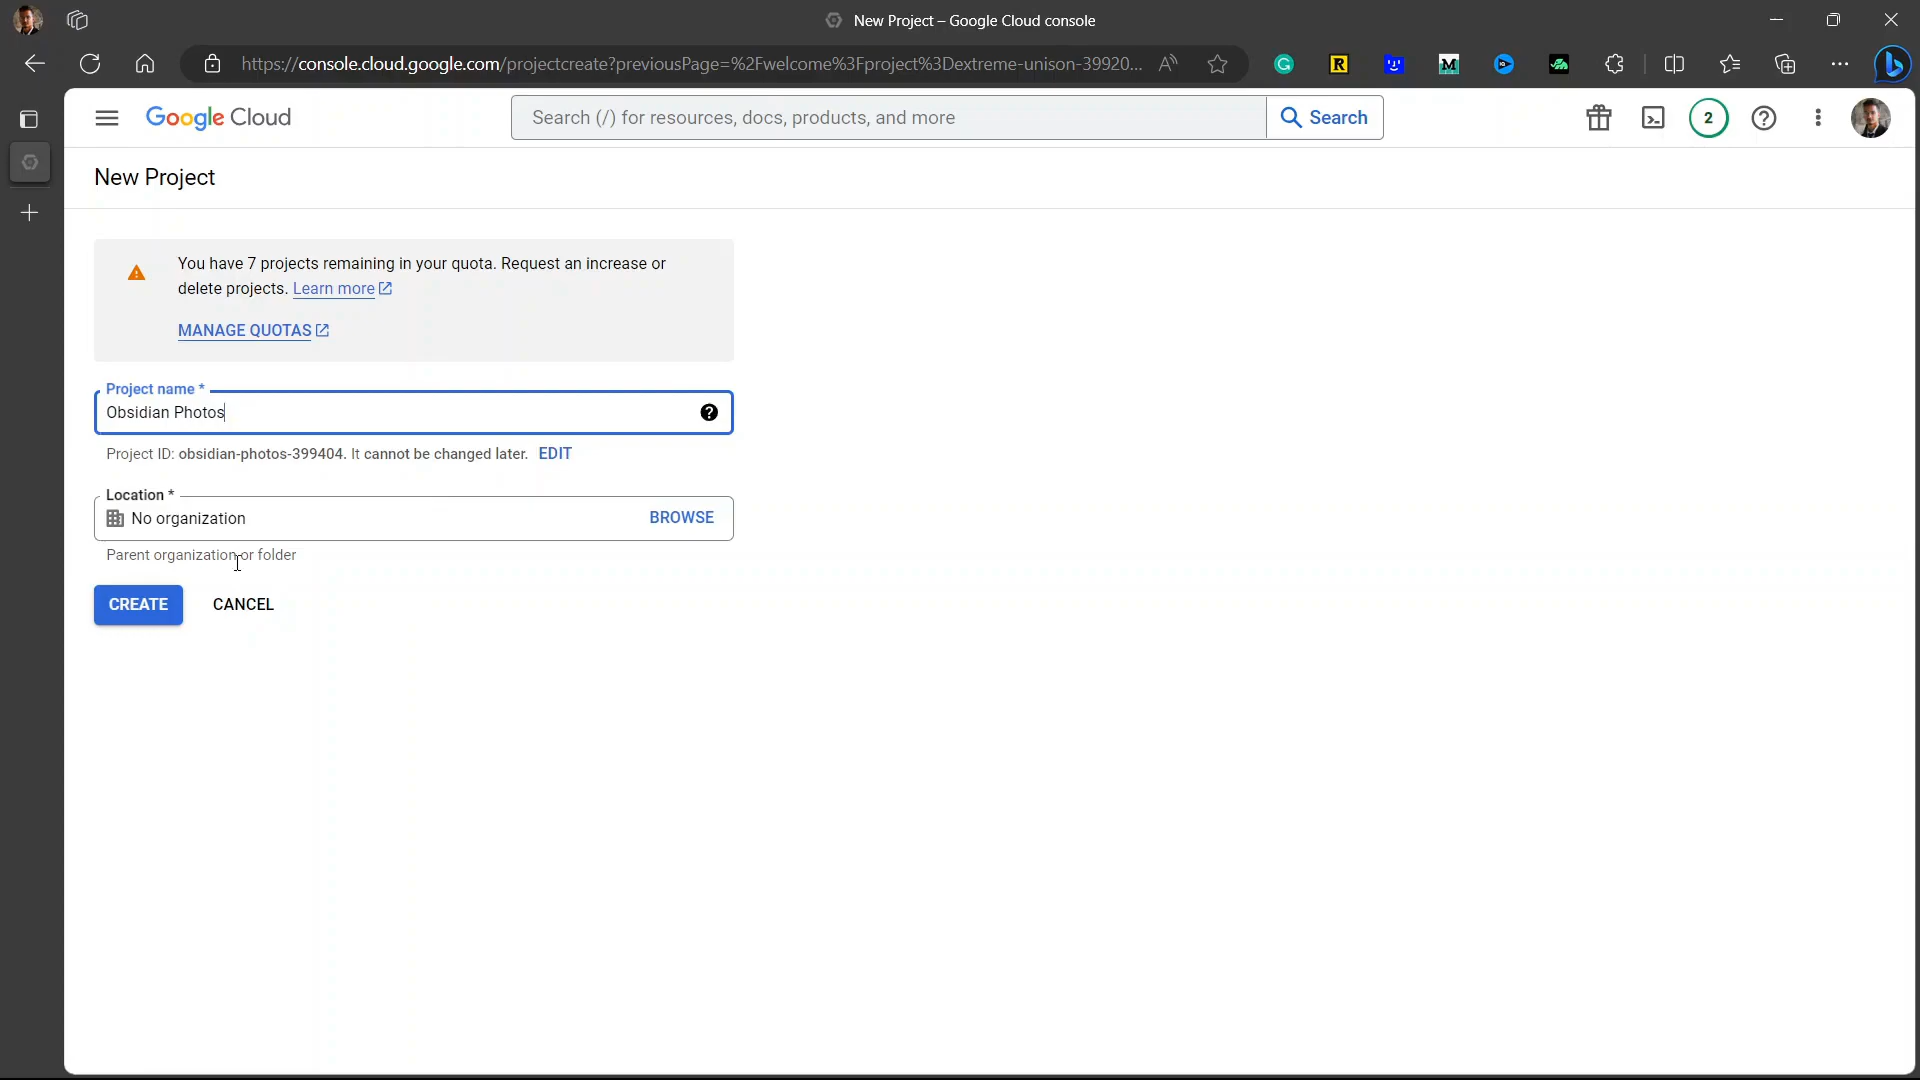 New Project – Google Cloud console
https://console.cloud.google.com/projectcreate?previousPage=%2Fwelcome%3Fproject%3Dextreme-unison-39920...
Google Cloud
Search (/) for resources, docs, products, and more
Search
2
New Project
You have 7 projects remaining in your quota. Request an increase or
delete projects. Learn more
MANAGE QUOTAS
Project name *
Obsidian Photos
Project ID: obsidian-photos-399404. It cannot be changed later. EDIT
Location *
No organization
BROWSE
Parent organization or folder
CREATE
CANCEL